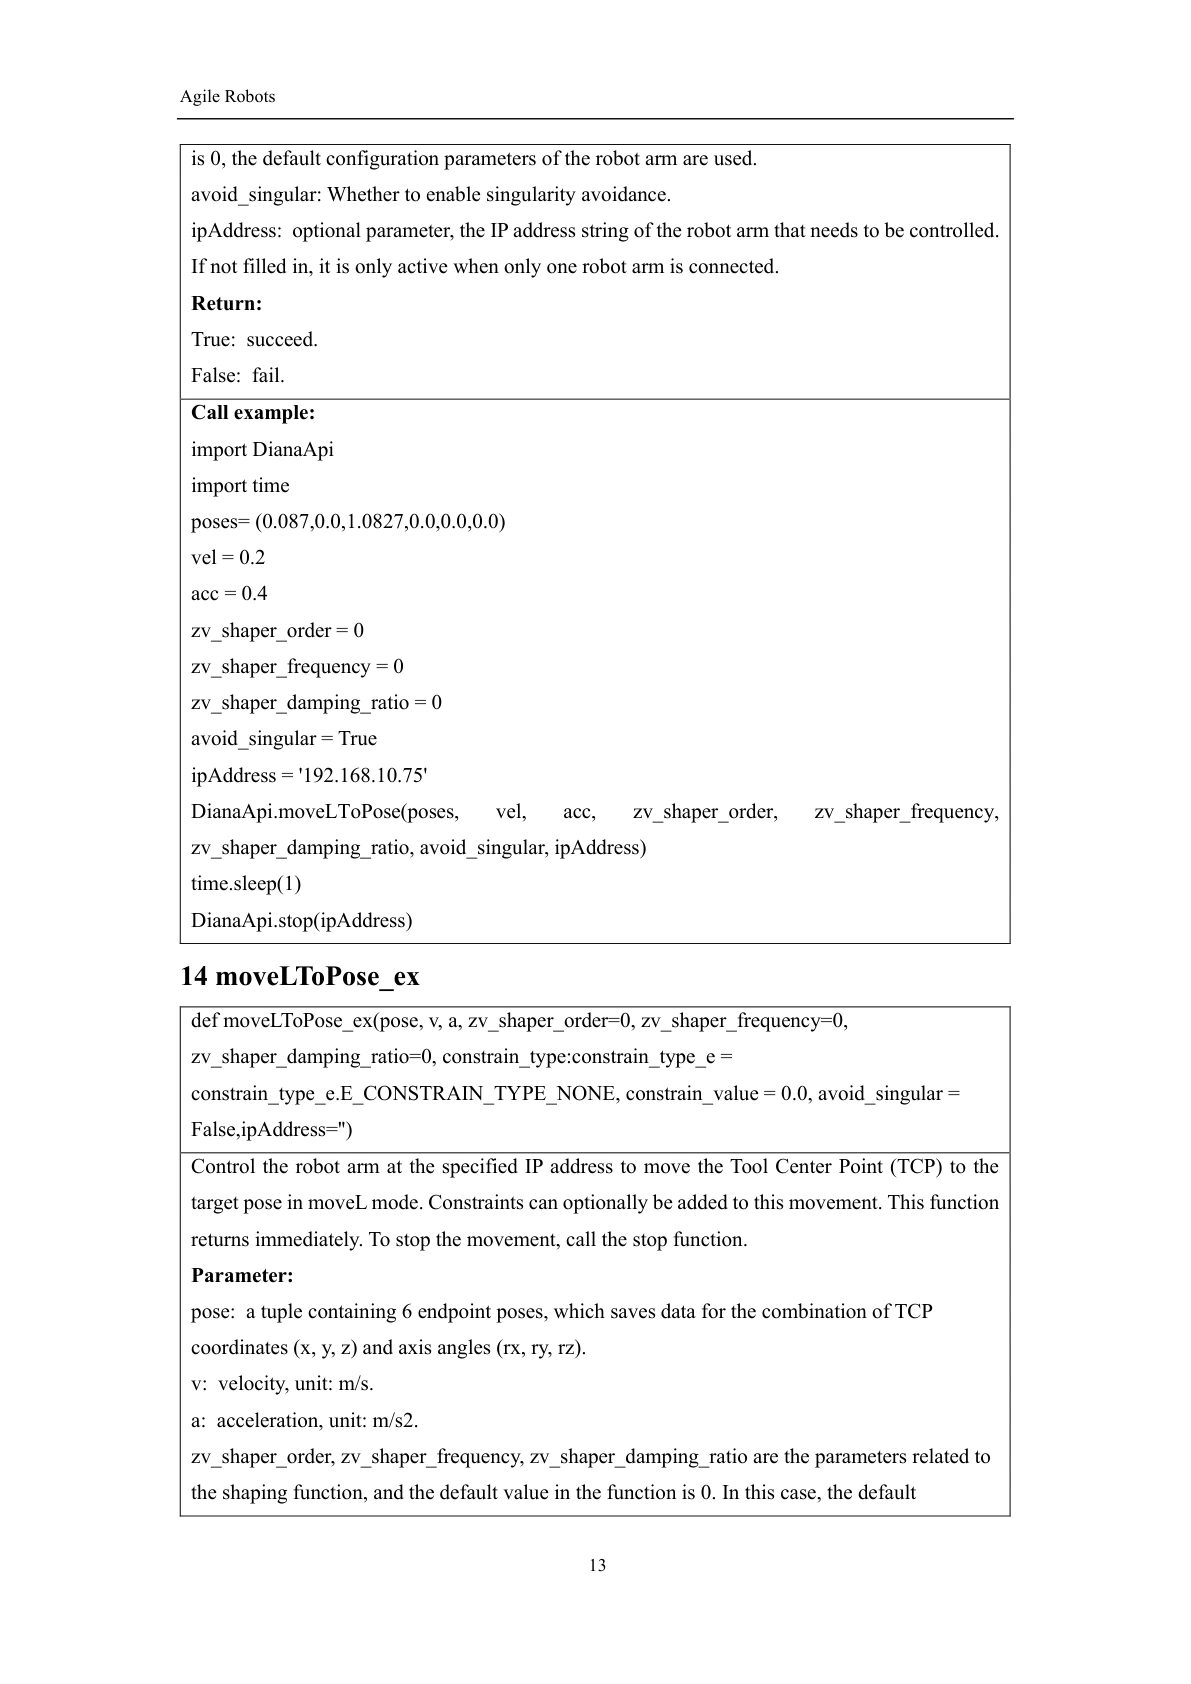 Agile Robots
is 0, the default configuration parameters of the robot arm are used.
avoid_singular: Whether to enable singularity avoidance.
ipAddress: optional parameter, the IP address string of the robot arm that needs to be controlled.
If not filled in, it is only active when only one robot arm is connected.
Return:
True: succeed.
False: fail.
Call example:
import DianaApi
import time
poses= (0.087,0.0,1.0827,0.0,0.0,0.0)
vel = 0.2
acc = 0.4
zv_shaper_order = 0
zv_shaper_frequency = 0
zv_shaper_damping_ratio = 0
avoid_singular = True
ipAddress = '192.168.10.75'
DianaApi.moveLToPose(poses, vel, acc, zv_shaper_order, zv_shaper_frequency,
zv_shaper_damping_ratio, avoid_singular, ipAddress)
time.sleep(1)
DianaApi.stop(ipAddress)
14 moveLToPose_ex
def moveLToPose_ex(pose, v, a, zv_shaper_order=0, zv_shaper_frequency=0,
zv_shaper_damping_ratio=0, constrain_type:constrain_type_e =
constrain_type_e.E_CONSTRAIN_TYPE_NONE, constrain_value = 0.0, avoid_singular =
False,ipAddress='')
Control the robot arm at the specified IP address to move the Tool Center Point (TCP) to the
target pose in moveL mode. Constraints can optionally be added to this movement. This function
returns immediately. To stop the movement, call the stop function.
Parameter:
pose: a tuple containing 6 endpoint poses, which saves data for the combination of TCP
coordinates (x, y, z) and axis angles (rx, ry, rz).
v: velocity, unit: m/s.
a: acceleration, unit: m/s2.
zv_shaper_order, zv_shaper_frequency, zv_shaper_damping_ratio are the parameters related to
the shaping function, and the default value in the function is 0. In this case, the default
13